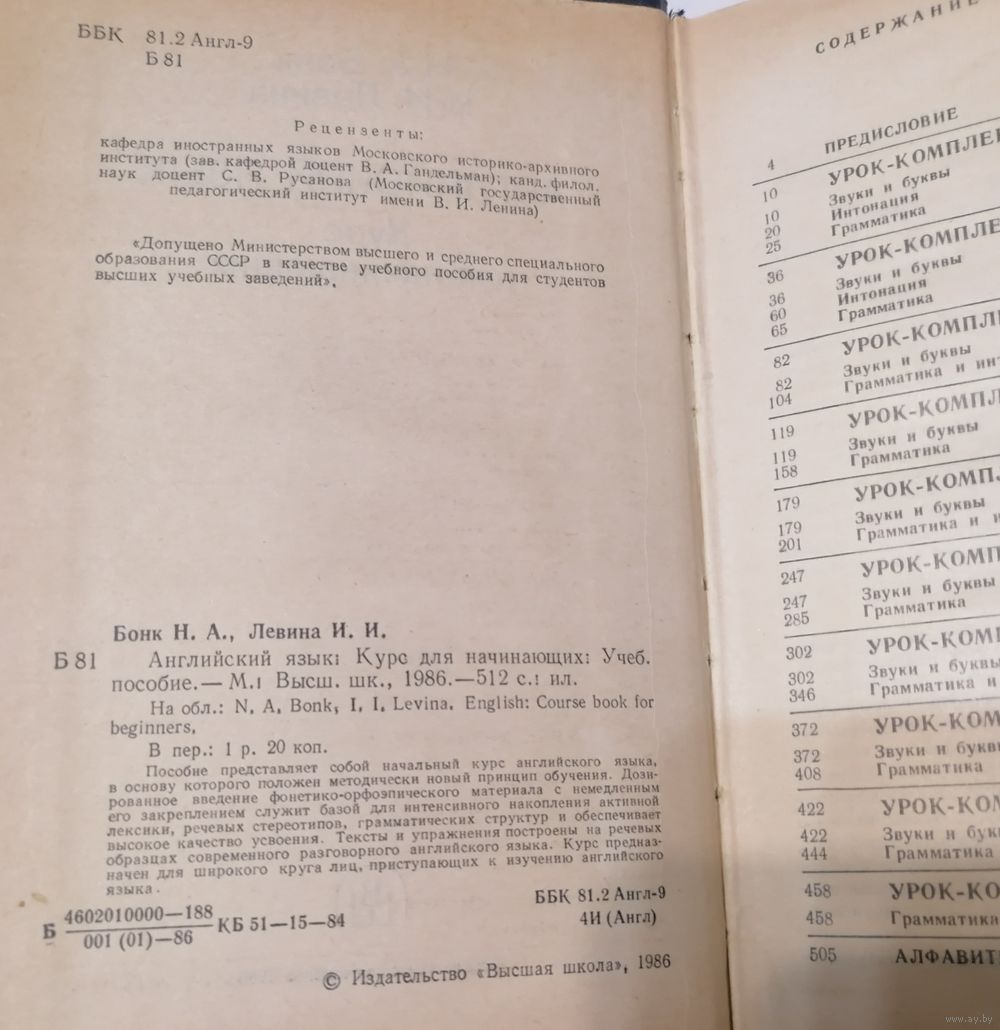 ББК 81.2 Англ-9
Б 81
Рецензенты:
кафедра иностранных языков Московского историко-архивного
института (зав. кафедрой доцент В. А. Гандельман); канд. филол.
наук доцент С. В. Русанова (Московский государственный
педагогический институт имени В. И. Ленина)
«Допущено Министерством высшего и среднего специального
образования СССР в качестве учебного пособия для студентов
высших учебных заведений».
Бонк Н. А., Левина И. И.
Б 81 Английский язык: Курс для начинающих: Учеб.
пособие.— М.: Высш. шк., 1986.—512 с.: ил.
На обл.: N. A. Bonk, I. I. Levina. English: Course book for
beginners.
В пер.: 1 р. 20 коп.
Пособие представляет собой начальный курс английского языка,
в основу которого положен методически новый принцип обучения. Дози-
рованное введение фонетико-орфоэпического материала с немедленным
его закреплением служит базой для интенсивного накопления активной
лексики, речевых стереотипов, грамматических структур и обеспечивает
высокое качество усвоения. Тексты и упражнения построены на речевых
образцах современного разговорного английского языка. Курс предназ-
начен для широкого круга лиц, приступающих к изучению английского
языка.
Б 4602010000—188
001 (01)—86 КБ 51—15—84
ББК 81.2 Англ-9
4И (Англ)
© Издательство «Высшая школа», 1986
СОДЕРЖАНИЕ
4 ПРЕДИСЛОВИЕ
10 УРОК-КОМПЛЕ
10 Звуки и буквы
20 Интонация
25 Грамматика
36 УРОК-КОМПЛЕ
36 Звуки и буквы
60 Интонация
65 Грамматика
82 УРОК-КОМПЛ
82 Звуки и буквы
104 Грамматика и инт
119 УРОК-КОМПЛ
119 Звуки и буквы
158 Грамматика
179 УРОК-КОМПЛ
179 Звуки и буквы
201 Грамматика и и
247 УРОК-КОМП
247 Звуки и буквы
285 Грамматика
302 УРОК-КОМП
302 Звуки и буквы
346 Грамматика и
372 УРОК-КОМ
372 Звуки и букв
408 Грамматика
422 УРОК-КОМ
422 Звуки и бук
444 Грамматика
458 УРОК-КО
458 Грамматика
505 АЛФАВИТ
www.ay.by